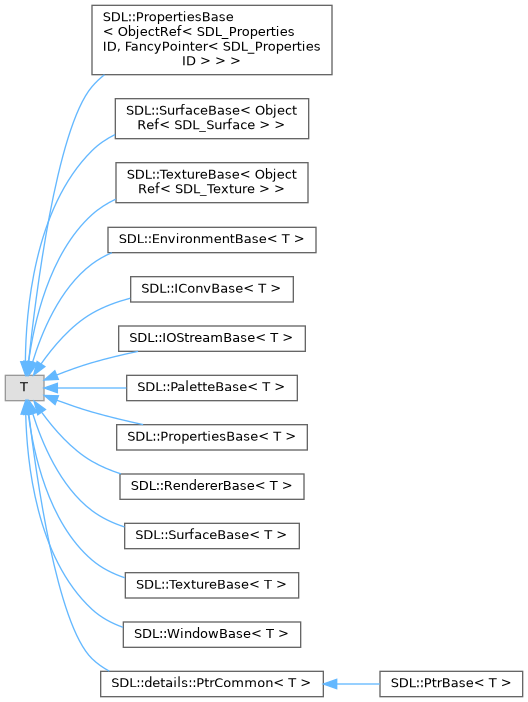 SDL::PropertiesBase
< ObjectRef< SDL_Properties
ID, FancyPointer< SDL_Properties
ID > > >
SDL::SurfaceBase< Object
Ref< SDL_Surface > >
SDL::TextureBase< Object
Ref< SDL_Texture > >
SDL::EnvironmentBase< T >
SDL::IConvBase< T >
SDL::IOStreamBase< T >
T
SDL::PaletteBase< T >
SDL::PropertiesBase< T >
SDL::RendererBase< T >
SDL::SurfaceBase< T >
SDL::TextureBase< T >
SDL::WindowBase< T >
SDL::details::PtrCommon< T >
SDL::PtrBase< T >